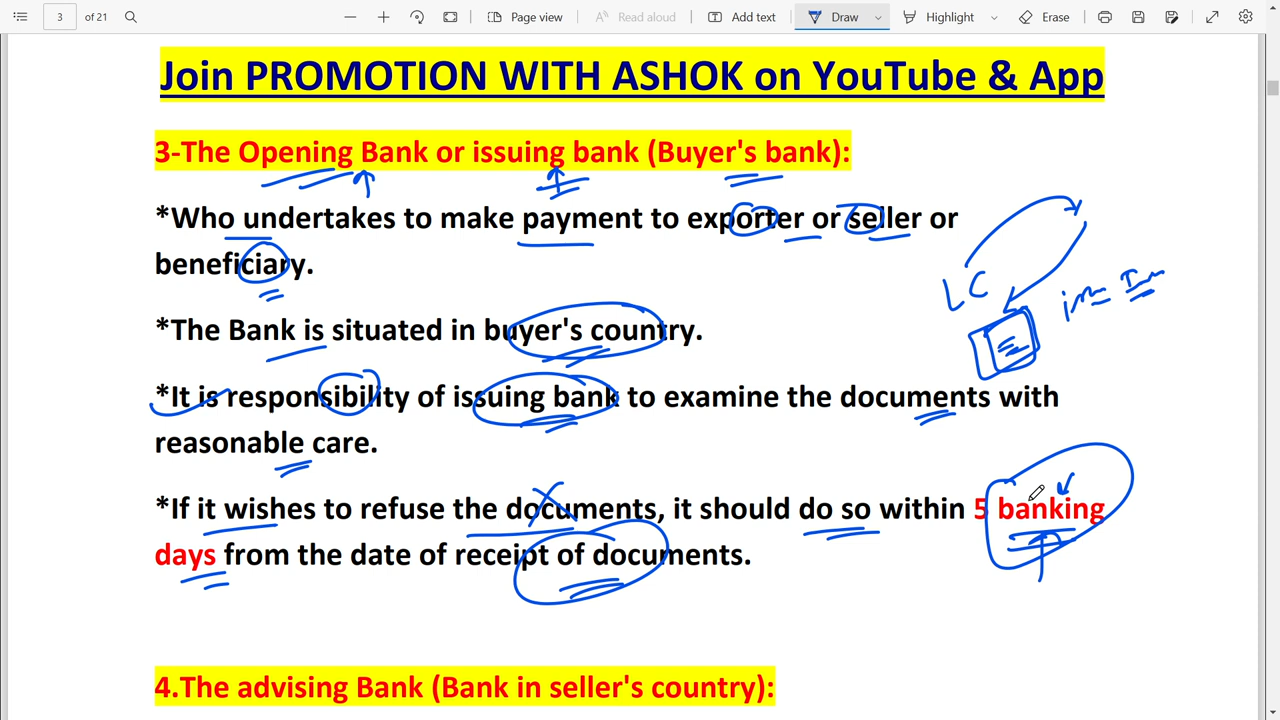 3 of 21 Page view Read aloud Add text Draw Highlight Erase
Join PROMOTION WITH ASHOK on YouTube & App
3-The Opening Bank or issuing bank (Buyer's bank):
*Who undertakes to make payment to exporter or seller or
beneficiary.
LC
*The Bank is situated in buyer's country.
*It is responsibility of issuing bank to examine the documents with
reasonable care.
*If it wishes to refuse the documents, it should do so within 5 banking
days from the date of receipt of documents.
4.The advising Bank (Bank in seller's country):